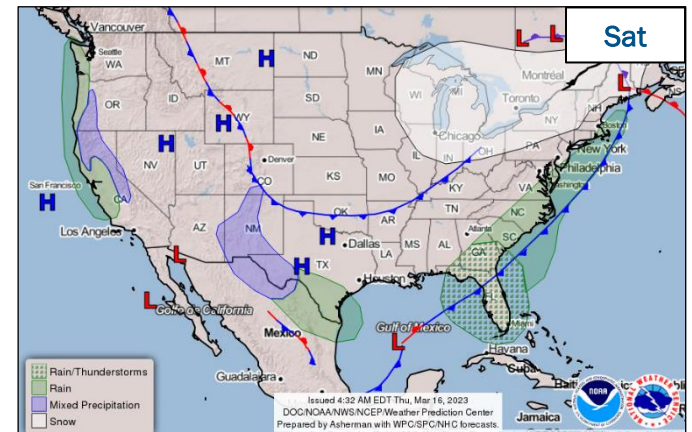 Sat
Vancouver
Seattle
WA
MT
ND
MN
Montréal
OR
ID
SD
WI
MI
Toronto
NH
WY
NY
Boston
NV
UT
NE
IA
Chicago
IL
IN
OH
PA
New York
Philadelphia
Denver
CO
KS
MO
KY
VA
Washington
San Francisco
CA
Los Angeles
AZ
NM
OK
AR
TN
NC
SC
Atlanta
Dallas
TX
LA
MS
AL
GA
Houston
Golfo de California
Gulf of Mexico
Miami
Mexico
Havana
Cuba
Guadalajara
Jamaica
H
H
H
H
H
H
L
L
L
L
L
L
Rain/Thunderstorms
Rain
Mixed Precipitation
Snow
Issued 4:32 AM EDT Thu, Mar 16, 2023
DOC/NOAA/NWS/NCEP/Weather Prediction Center
Prepared by Asherman with WPC/SPC/NHC forecasts.
NOAA